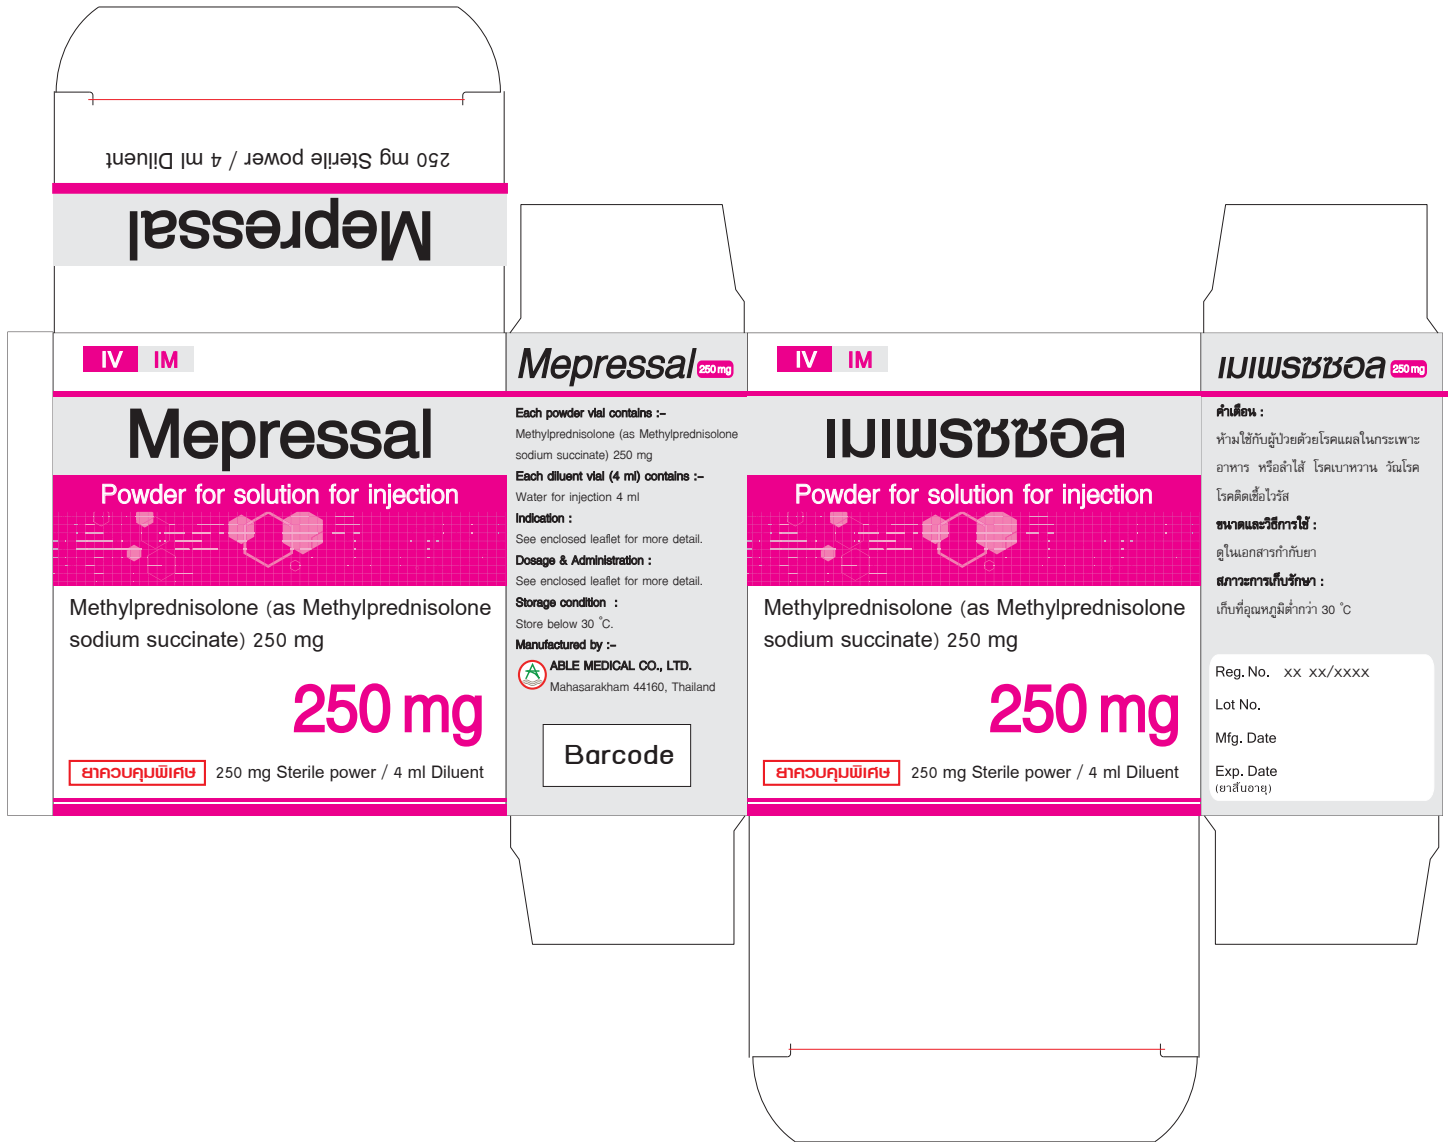 250 mg Sterile power / 4 ml Diluent
Mepressal
IV IM
Mepressal
Powder for solution for injection
Methylprednisolone (as Methylprednisolone
sodium succinate) 250 mg
250 mg
ยาควบคุมพิเศษ 250 mg Sterile power / 4 ml Diluent
Mepressal 250 mg
Each powder vial contains :-
Methylprednisolone (as Methylprednisolone
sodium succinate) 250 mg
Each diluent vial (4 ml) contains :-
Water for injection 4 ml
Indication :
See enclosed leaflet for more detail.
Dosage & Administration :
See enclosed leaflet for more detail.
Storage condition :
Store below 30 °C.
Manufactured by :-
ABLE MEDICAL CO., LTD.
Mahasarakham 44160, Thailand
Barcode
IV IM
เมเพรซซอล
Powder for solution for injection
Methylprednisolone (as Methylprednisolone
sodium succinate) 250 mg
250 mg
ยาควบคุมพิเศษ 250 mg Sterile power / 4 ml Diluent
เมเพรซซอล 250 mg
คำเตือน :
ห้ามใช้กับผู้ป่วยด้วยโรคแผลในกระเพาะ
อาหาร หรือลำไส้ โรคเบาหวาน วัณโรค
โรคติดเชื้อไวรัส
ขนาดและวิธีการใช้ :
ดูในเอกสารกำกับยา
สภาวะการเก็บรักษา :
เก็บที่อุณหภูมิต่ำกว่า 30 °C
Reg. No. xx xx/xxxx
Lot No.
Mfg. Date
Exp. Date
(ยาสิ้นอายุ)